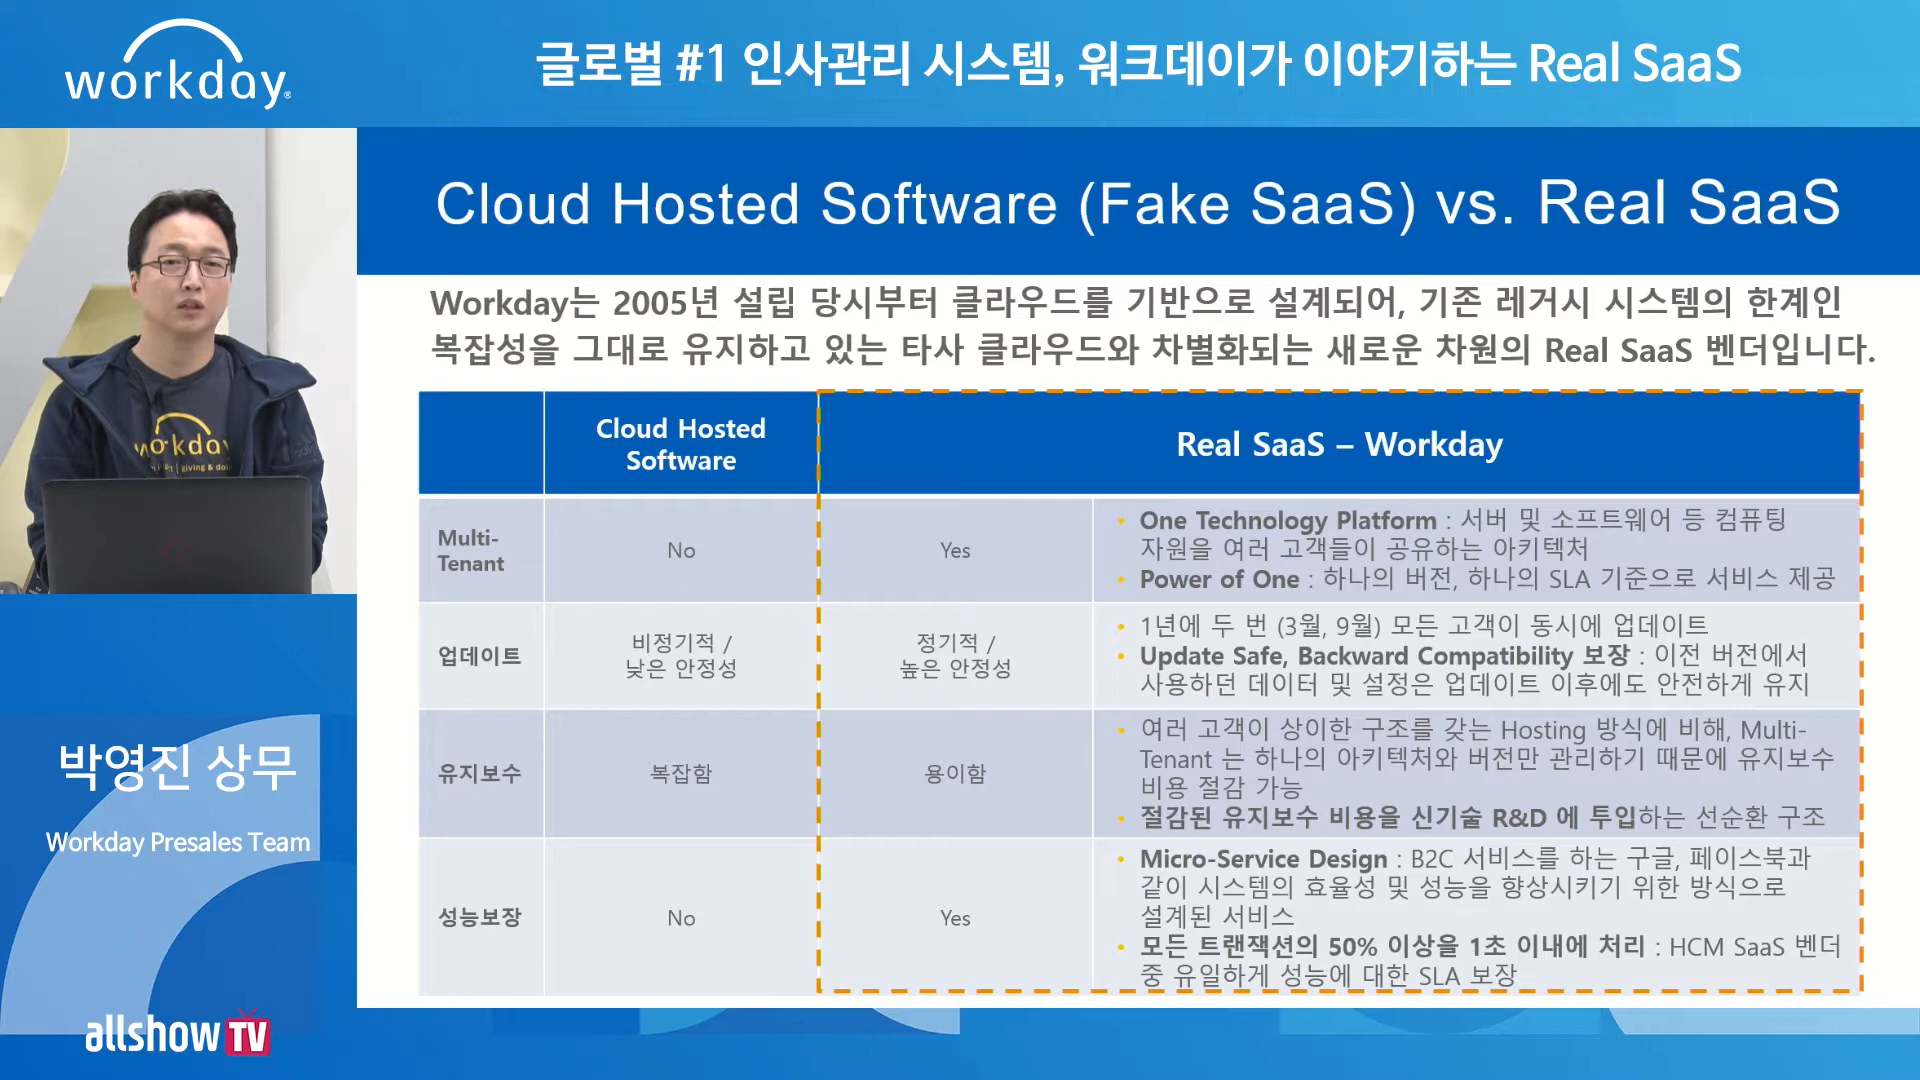 workday®
글로벌 #1 인사관리 시스템, 워크데이가 이야기하는 Real SaaS
Cloud Hosted Software (Fake SaaS) vs. Real SaaS
Workday는 2005년 설립 당시부터 클라우드를 기반으로 설계되어, 기존 레거시 시스템의 한계인
복잡성을 그대로 유지하고 있는 타사 클라우드와 차별화되는 새로운 차원의 Real SaaS 벤더입니다.
Cloud Hosted
Software
Real SaaS – Workday
Multi-
Tenant
No
Yes
• One Technology Platform : 서버 및 소프트웨어 등 컴퓨팅
자원을 여러 고객들이 공유하는 아키텍처
• Power of One : 하나의 버전, 하나의 SLA 기준으로 서비스 제공
업데이트
비정기적 /
낮은 안정성
정기적 /
높은 안정성
• 1년에 두 번 (3월, 9월) 모든 고객이 동시에 업데이트
• Update Safe, Backward Compatibility 보장 : 이전 버전에서
사용하던 데이터 및 설정은 업데이트 이후에도 안전하게 유지
유지보수
복잡함
용이함
• 여러 고객이 상이한 구조를 갖는 Hosting 방식에 비해, Multi-
Tenant 는 하나의 아키텍처와 버전만 관리하기 때문에 유지보수
비용 절감 가능
• 절감된 유지보수 비용을 신기술 R&D 에 투입하는 선순환 구조
성능보장
No
Yes
• Micro-Service Design : B2C 서비스를 하는 구글, 페이스북과
같이 시스템의 효율성 및 성능을 향상시키기 위한 방식으로
설계된 서비스
• 모든 트랜잭션의 50% 이상을 1초 이내에 처리 : HCM SaaS 벤더
중 유일하게 성능에 대한 SLA 보장
workday
giving & doing
박영진 상무
Workday Presales Team
allshow TV